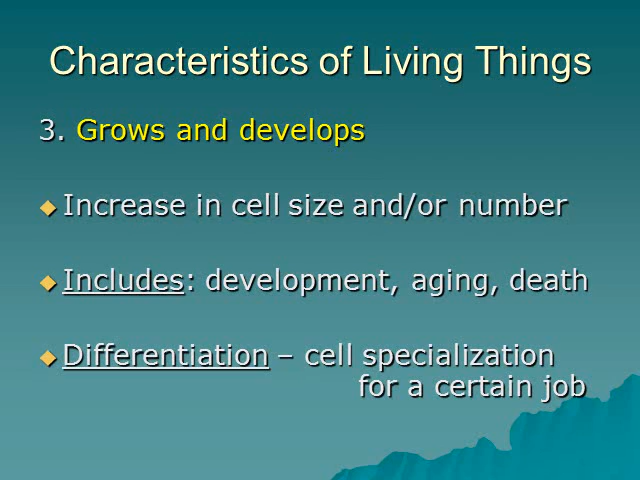 Characteristics of Living Things
3. Grows and develops
Increase in cell size and/or number
Includes: development, aging, death
Differentiation – cell specialization
for a certain job